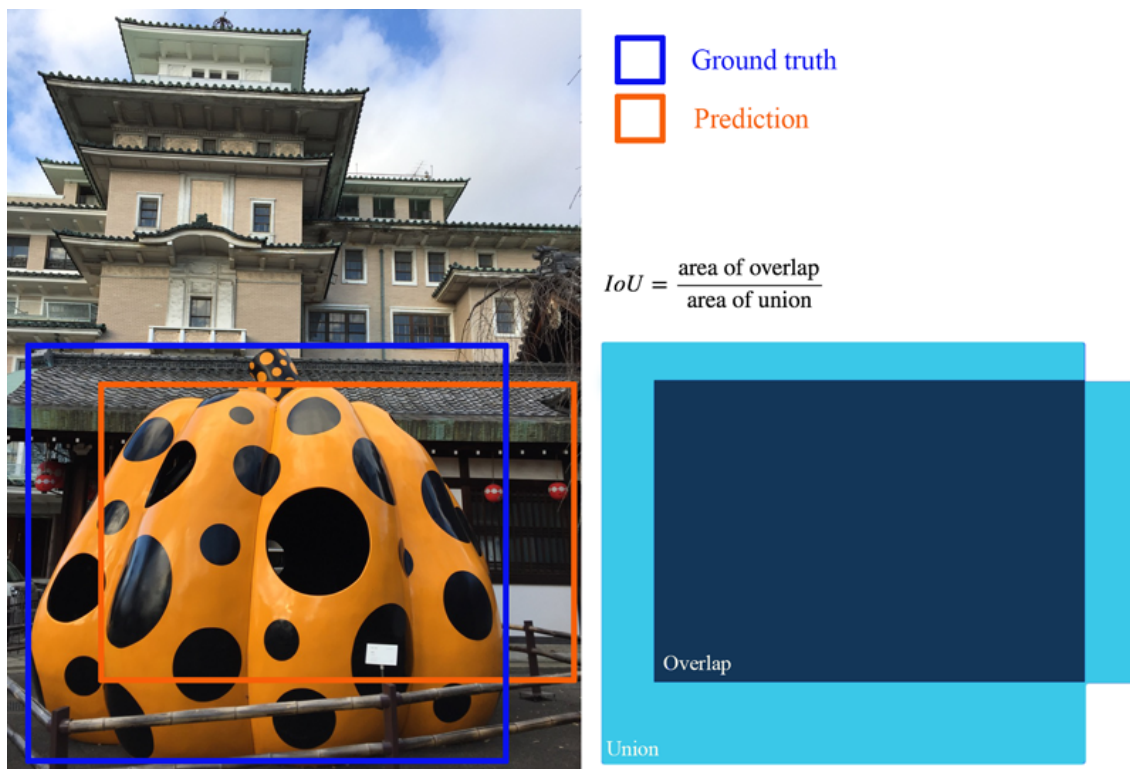 Ground truth
Prediction
IoU = area of overlap / area of union
Overlap
Union